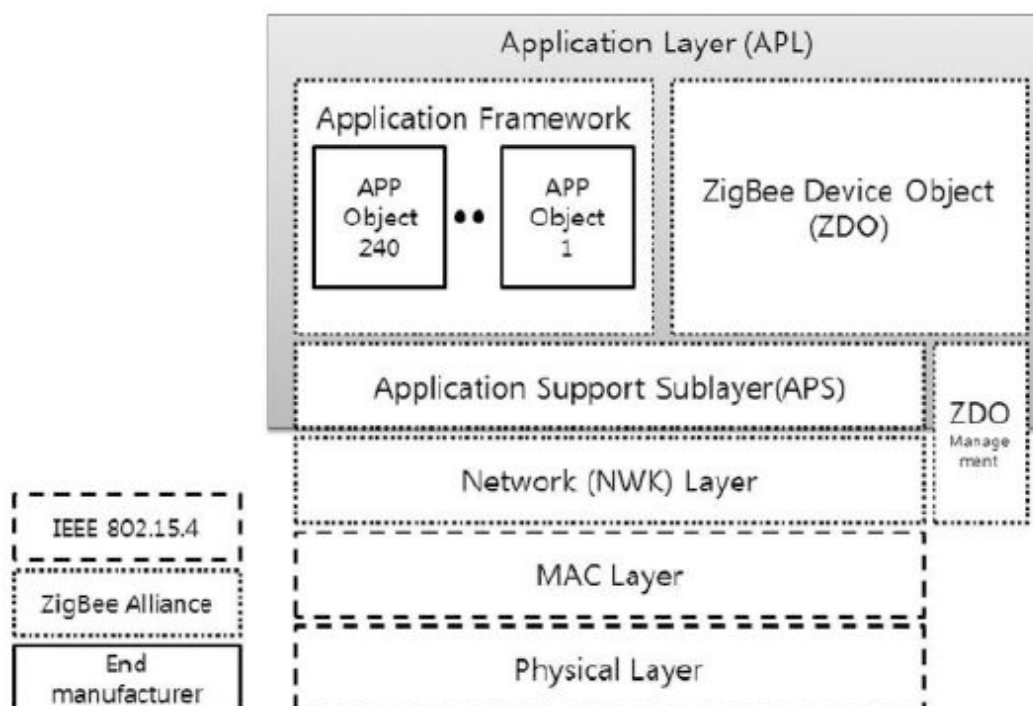 Application Layer (APL)
Application Framework
APP
Object
240
APP
Object
1
ZigBee Device Object
(ZDO)
Application Support Sublayer(APS)
ZDO
Manage
ment
Network (NWK) Layer
MAC Layer
Physical Layer
IEEE 802.15.4
ZigBee Alliance
End
manufacturer